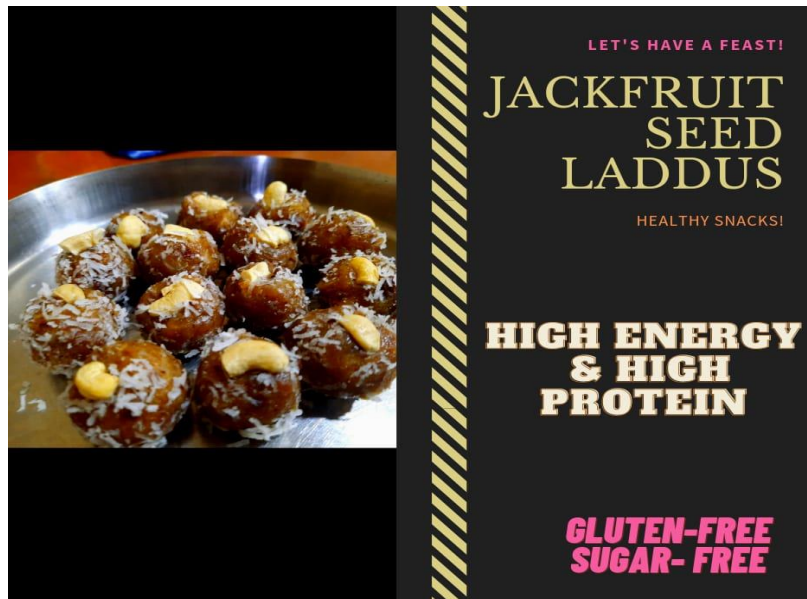 LET'S HAVE A FEAST!
JACKFRUIT
SEED
LADDUS
HEALTHY SNACKS!
HIGH ENERGY
& HIGH
PROTEIN
GLUTEN-FREE
SUGAR- FREE